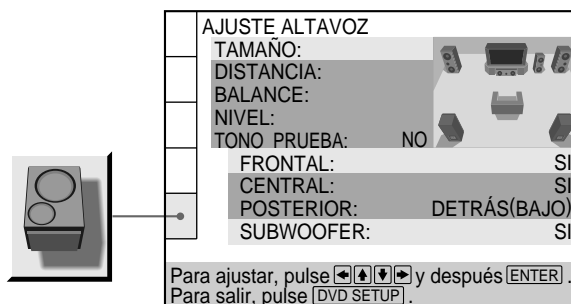 AJUSTE ALTAVOZ
TAMAÑO:
DISTANCIA:
BALANCE:
NIVEL:
TONO PRUEBA: NO
FRONTAL: SI
CENTRAL: SI
POSTERIOR: DETRÁS(BAJO)
SUBWOOFER: SI
Para ajustar, pulse ←↑↓→ y después ENTER .
Para salir, pulse DVD SETUP .